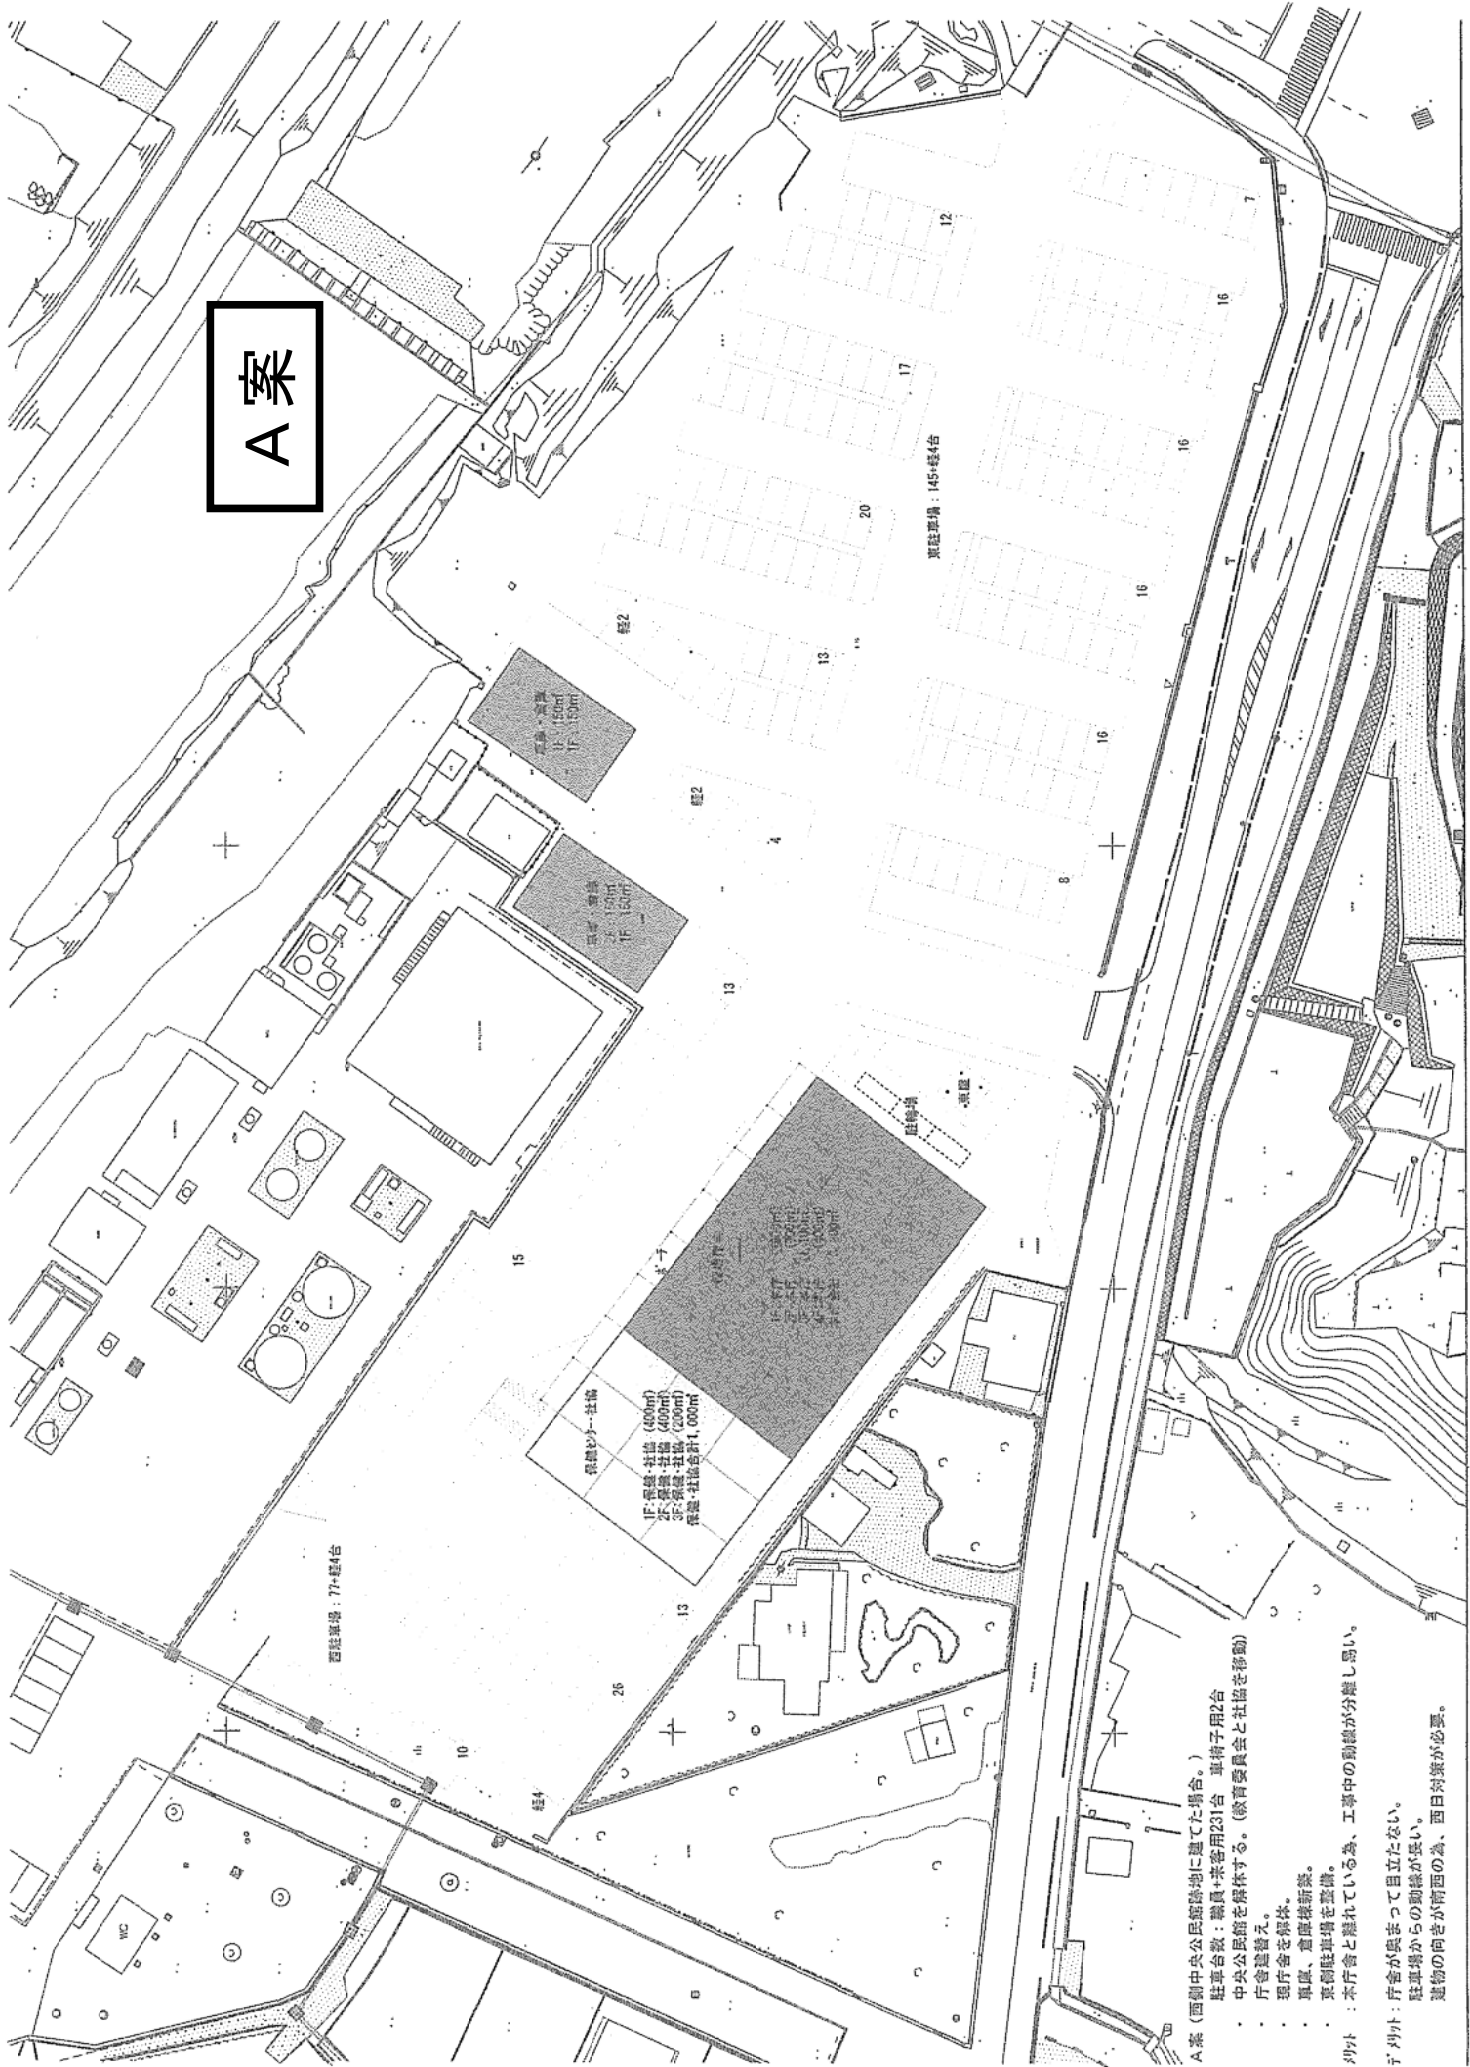 A案
12
7
16
17
16
20
東駐車場：145+軽4台
16
軽2
13
16
軽2
4
8
13
駐輪場
東屋
15
ポーチ
保健センター・社協
1F：保健・社協 (400㎡)
2F：保健・社協 (400㎡)
3F：保健・社協 (200㎡)
保健・社協合計1,000㎡
西駐車場：77+軽4台
13
26
10
軽4
WC
A案（西側中央公民館跡地に建てた場合。）
駐車台数：職員+来客用231台　車椅子用2台
・中央公民館を解体する。（教育委員会と社協を移動）
・庁舎建替え。
・現庁舎を解体。
・車庫、倉庫棟新築。
・東側駐車場を整備。
メリット：本庁舎と離れている為、工事中の動線が分離し易い。
デメリット：庁舎が奥まって目立たない。
駐車場からの動線が長い。
建物の向きが南西の為、西日対策が必要。